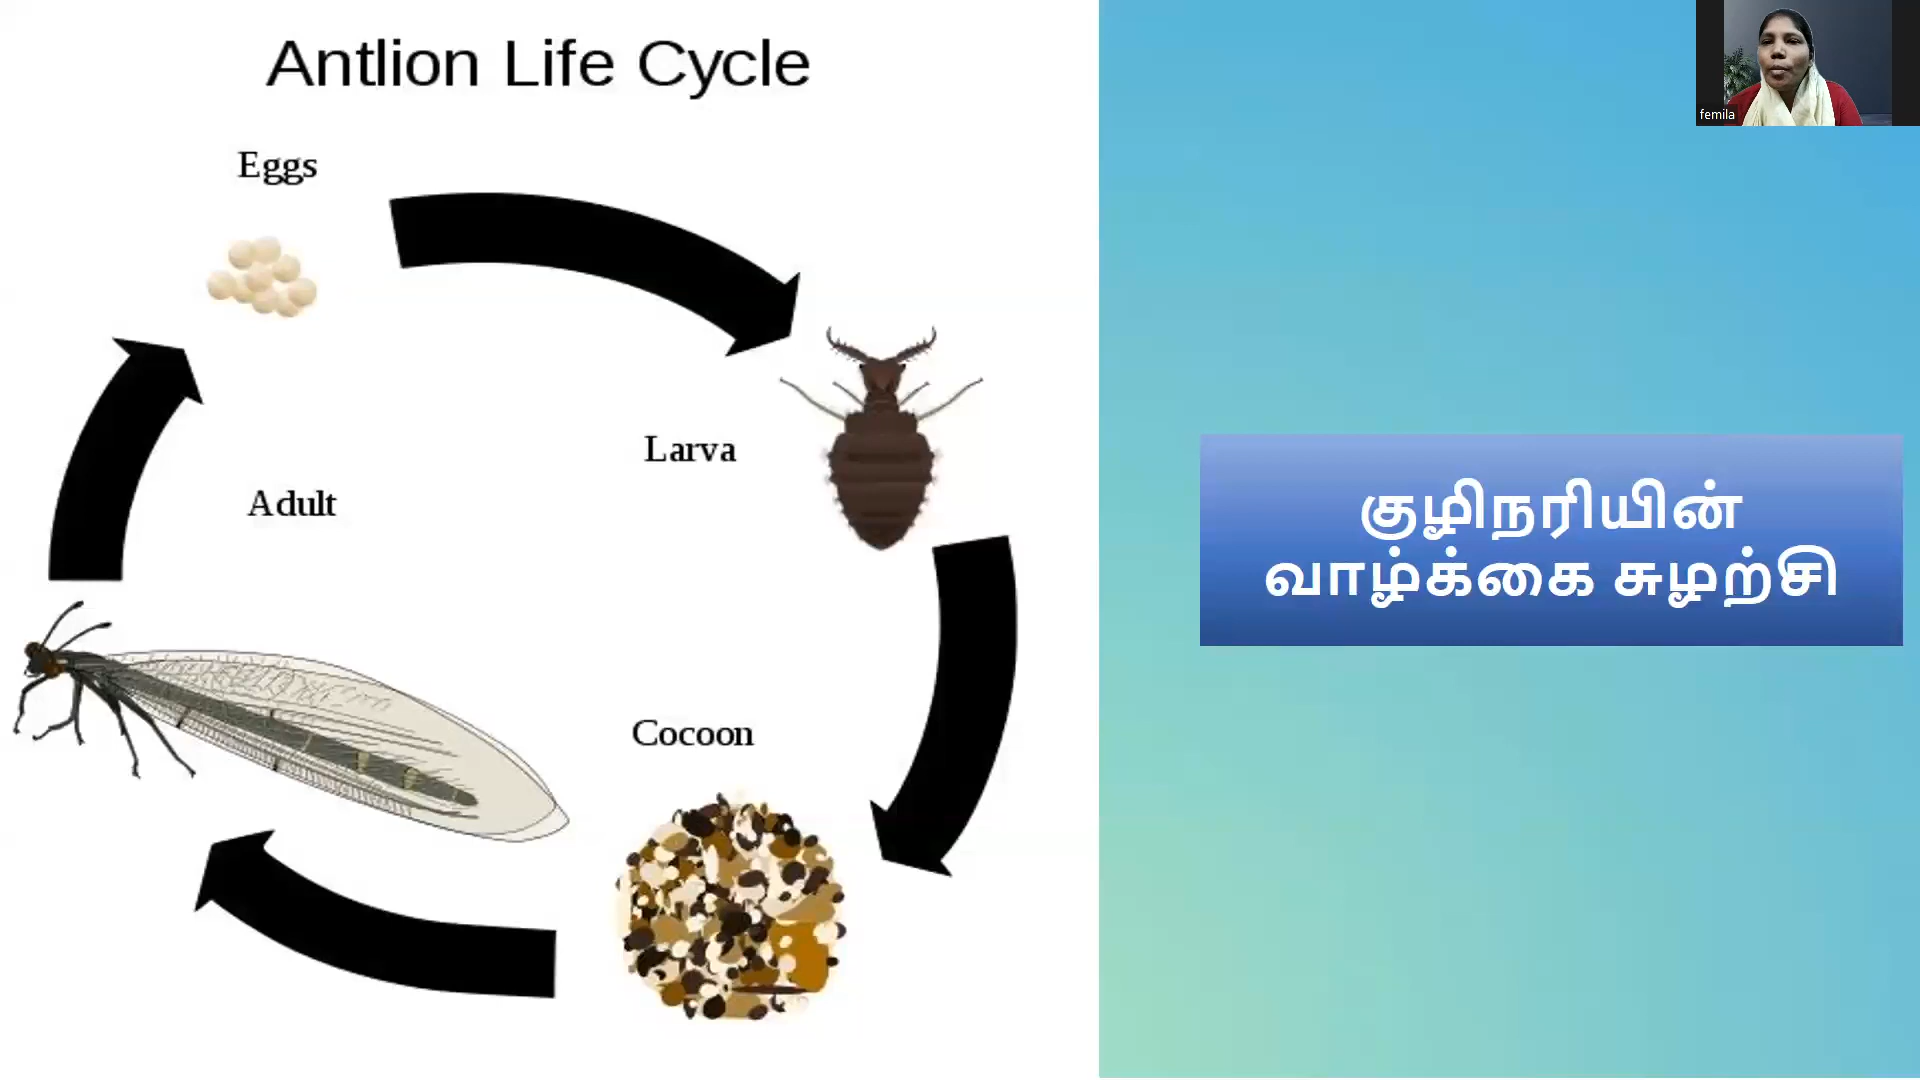 Antlion Life Cycle
Eggs
Larva
Adult
Cocoon
குழிநரியின்
வாழ்க்கை சுழற்சி
femila